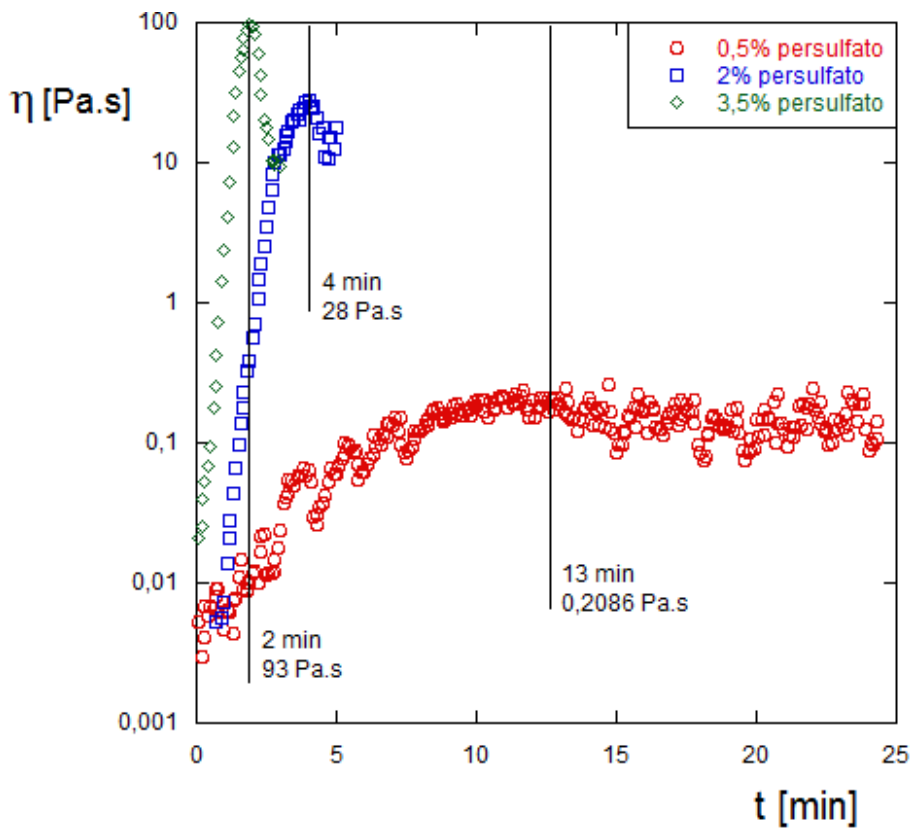 100
0,5% persulfato
2% persulfato
3,5% persulfato
η [Pa.s]
10
4 min
28 Pa.s
1
0,1
13 min
0,2086 Pa.s
0,01
2 min
93 Pa.s
0,001
0
5
10
15
20
25
t [min]